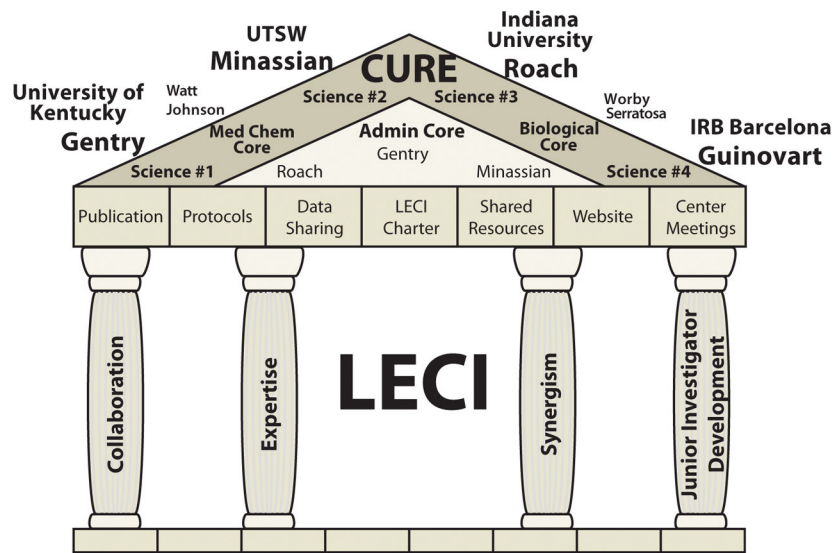 UTSW
Minassian
Indiana
University
Roach
CURE
University of
Kentucky
Gentry
Watt
Johnson
Science #2
Science #3
Worby
Serratosa
IRB Barcelona
Guinovart
Med Chem
Core
Admin Core
Gentry
Biological
Core
Science #1
Roach
Minassian
Science #4
Publication
Protocols
Data
Sharing
LECI
Charter
Shared
Resources
Website
Center
Meetings
Collaboration
Expertise
LECI
Synergism
Junior Investigator
Development